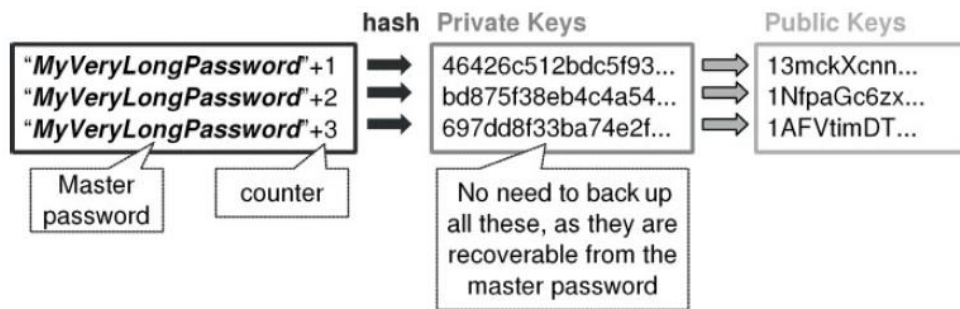 hash Private Keys Public Keys
“MyVeryLongPassword”+1 46426c512bdc5f93... 13mckXcnn...
“MyVeryLongPassword”+2 bd875f38eb4c4a54... 1NfpaGc6zx...
“MyVeryLongPassword”+3 697dd8f33ba74e2f... 1AFVtimDT...
Master
password
counter
No need to back up
all these, as they are
recoverable from the
master password